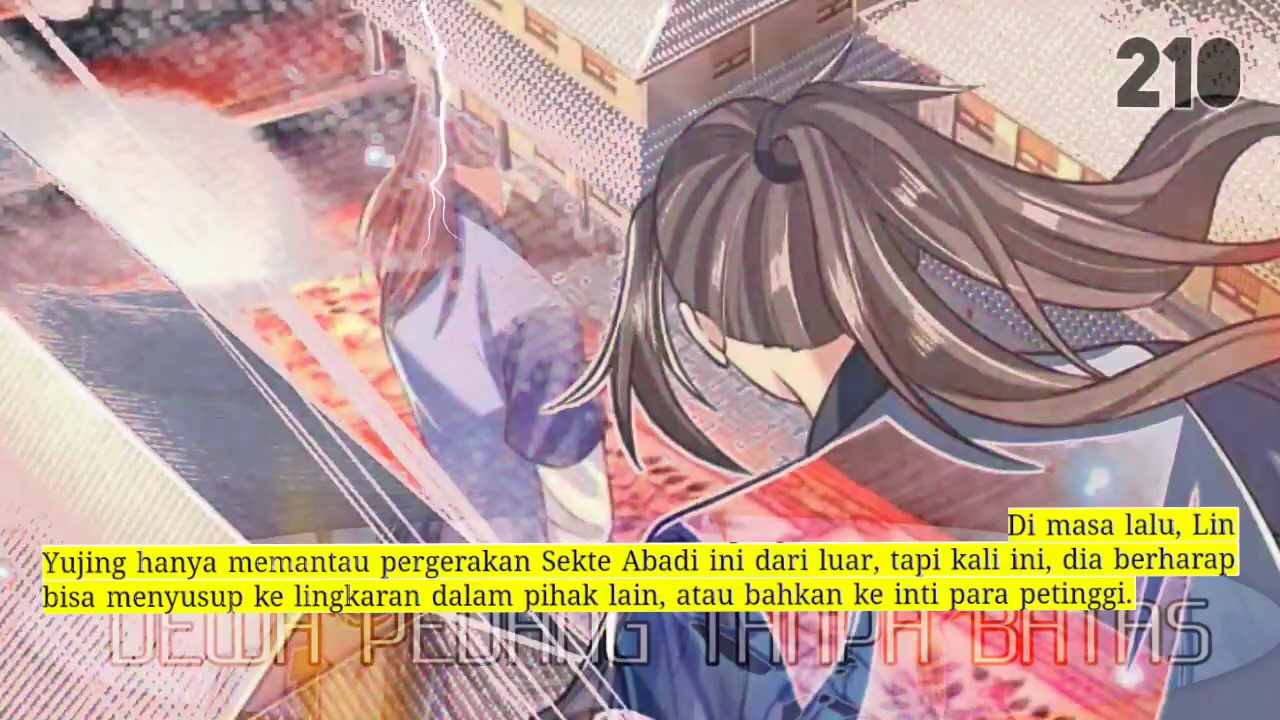 210
Di masa lalu, Lin
Yujing hanya memantau pergerakan Sekte Abadi ini dari luar, tapi kali ini, dia berharap
bisa menyusup ke lingkaran dalam pihak lain, atau bahkan ke inti para petinggi.
DEWA PEDANG TANPA BATAS